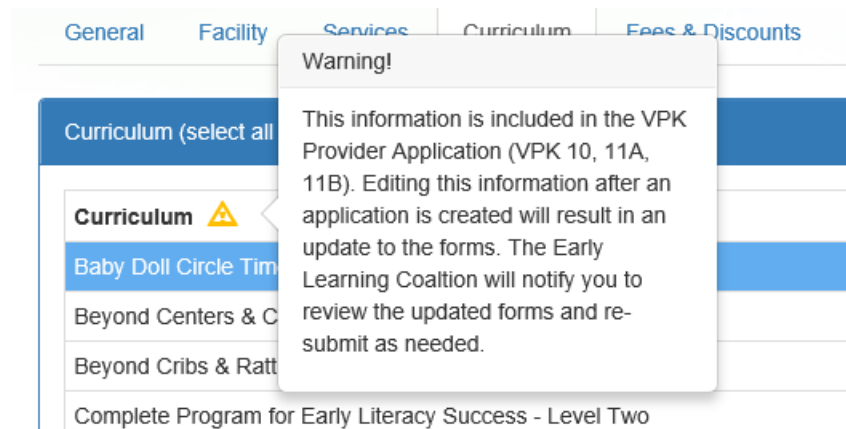 General Facility Services Curriculum Fees & Discounts
Warning!
Curriculum (select all
This information is included in the VPK
Provider Application (VPK 10, 11A,
11B). Editing this information after an
application is created will result in an
update to the forms. The Early
Learning Coaltion will notify you to
review the updated forms and re-
submit as needed.
Curriculum
Baby Doll Circle Tim
Beyond Centers & C
Beyond Cribs & Ratt
Complete Program for Early Literacy Success - Level Two